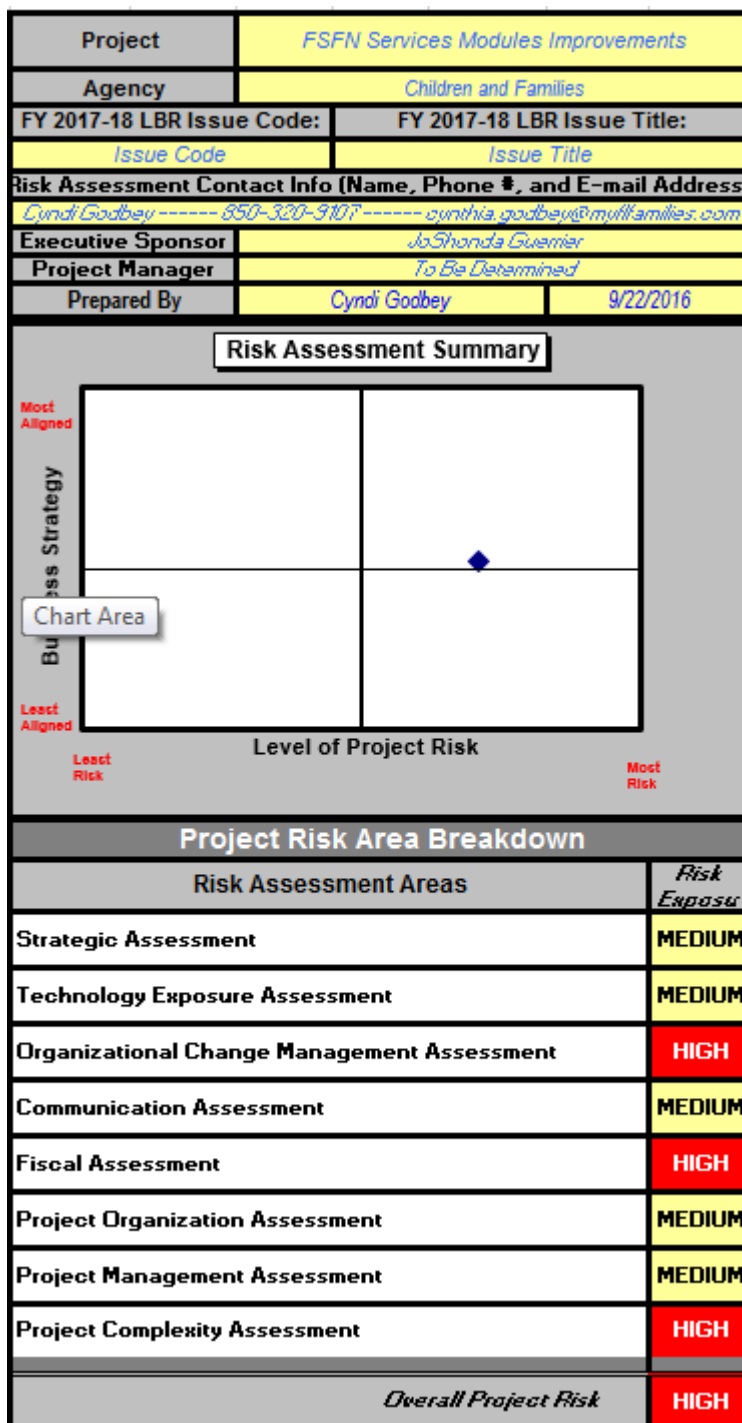 Project FSFN Services Modules Improvements
Agency Children and Families
FY 2017-18 LBR Issue Code: FY 2017-18 LBR Issue Title:
Issue Code Issue Title
Risk Assessment Contact Info (Name, Phone #, and E-mail Address
Cyndi Godbey ------ 850-320-9107 ------ cynthia.godbey@myflfamilies.com
Executive Sponsor JoShonda Guerrier
Project Manager To Be Determined
Prepared By Cyndi Godbey 9/22/2016
Risk Assessment Summary
Most
Aligned
Business Strategy
Chart Area
Least
Aligned
Level of Project Risk
Least
Risk
Most
Risk
Project Risk Area Breakdown
Risk Assessment Areas Risk
Exposu
Strategic Assessment MEDIUM
Technology Exposure Assessment MEDIUM
Organizational Change Management Assessment HIGH
Communication Assessment MEDIUM
Fiscal Assessment HIGH
Project Organization Assessment MEDIUM
Project Management Assessment MEDIUM
Project Complexity Assessment HIGH
Overall Project Risk HIGH